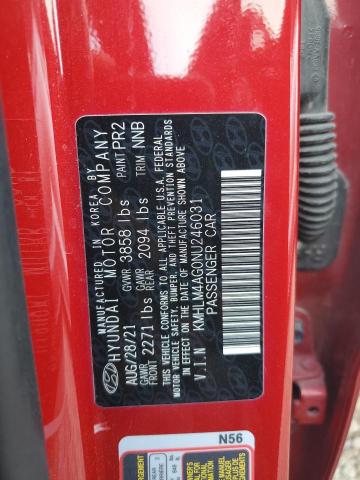 MANUFACTURED IN KOREA BY
HYUNDAI MOTOR COMPANY
AUG/28/21 GVWR 3858 lbs PAINT PR2
GAWR FRONT 2271 lbs GAWR REAR 2094 lbs TRIM NNB
THIS VEHICLE CONFORMS TO ALL APPLICABLE U.S.A. FEDERAL
MOTOR VEHICLE SAFETY, BUMPER, AND THEFT PREVENTION
STANDARDS IN EFFECT ON THE DATE OF MANUFACTURE SHOWN ABOVE
V.I.N KMHLM4AG0NU246031
PASSENGER CAR
N56